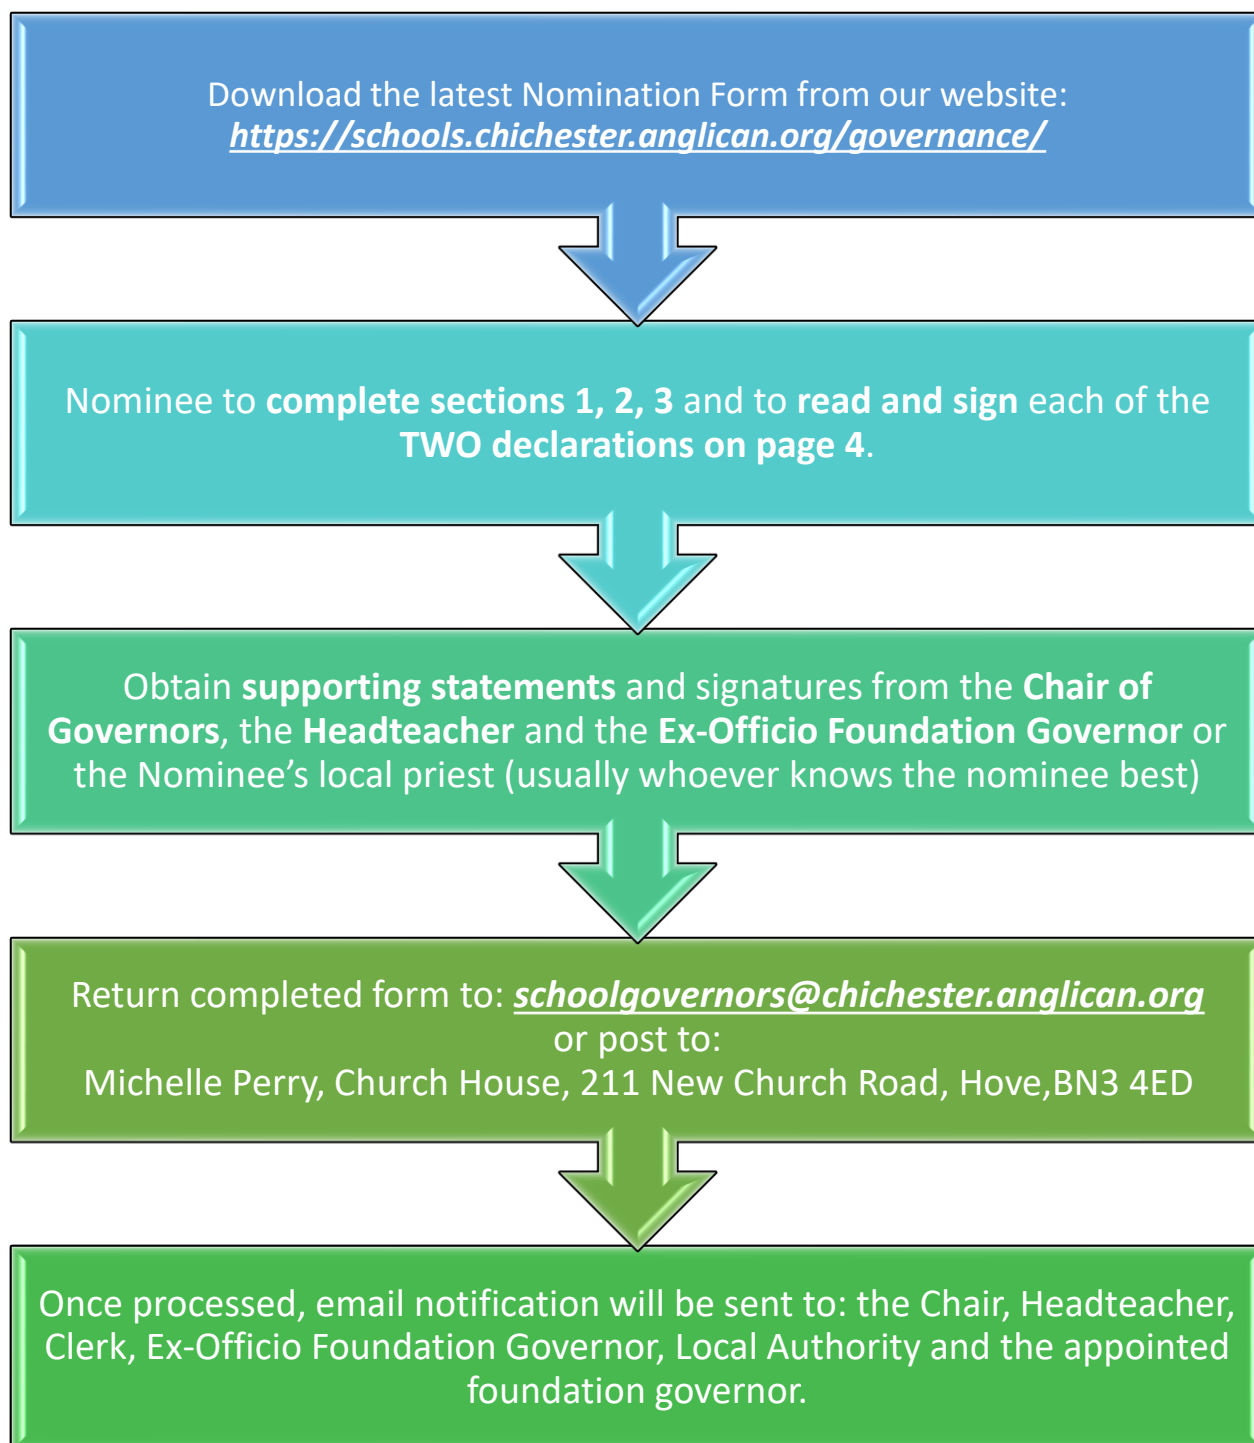 Download the latest Nomination Form from our website:
https://schools.chichester.anglican.org/governance/
Nominee to complete sections 1, 2, 3 and to read and sign each of the
TWO declarations on page 4.
Obtain supporting statements and signatures from the Chair of
Governors, the Headteacher and the Ex-Officio Foundation Governor or
the Nominee’s local priest (usually whoever knows the nominee best)
Return completed form to: schoolgovernors@chichester.anglican.org
or post to:
Michelle Perry, Church House, 211 New Church Road, Hove,BN3 4ED
Once processed, email notification will be sent to: the Chair, Headteacher,
Clerk, Ex-Officio Foundation Governor, Local Authority and the appointed
foundation governor.